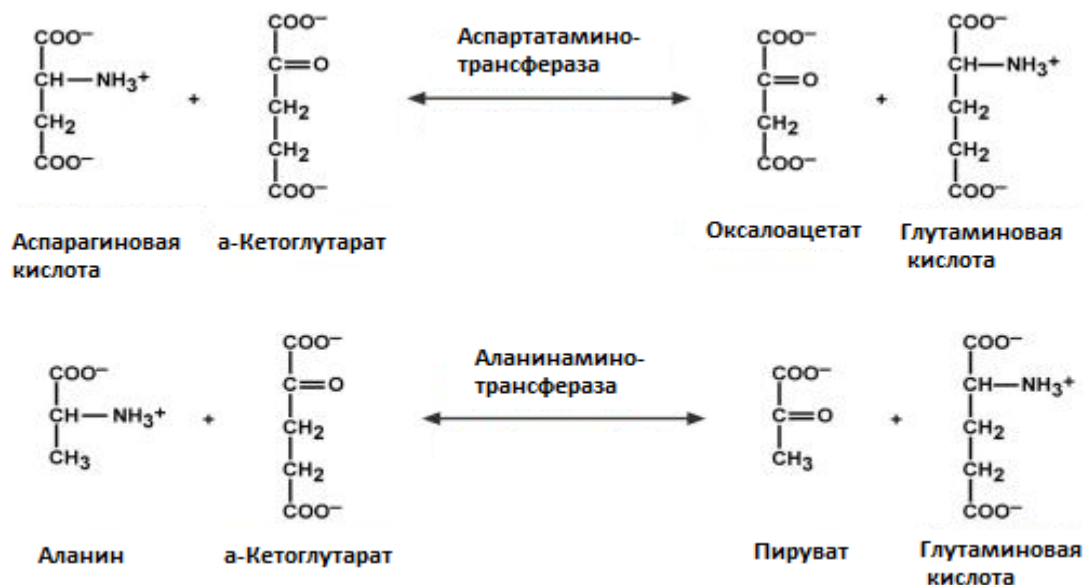 COO⁻
CH—NH₃⁺
CH₂
COO⁻
+
COO⁻
C=O
CH₂
CH₂
COO⁻
Аспартатамино-
трансфераза
COO⁻
C=O
CH₂
COO⁻
+
COO⁻
CH—NH₃⁺
CH₂
CH₂
COO⁻
Аспарагиновая
кислота
а-Кетоглутарат
Оксалоацетат
Глутаминовая
кислота
COO⁻
CH—NH₃⁺
CH₃
+
COO⁻
C=O
CH₂
CH₂
COO⁻
Аланинамино-
трансфераза
COO⁻
C=O
CH₃
+
COO⁻
CH—NH₃⁺
CH₂
CH₂
COO⁻
Аланин
а-Кетоглутарат
Пируват
Глутаминовая
кислота